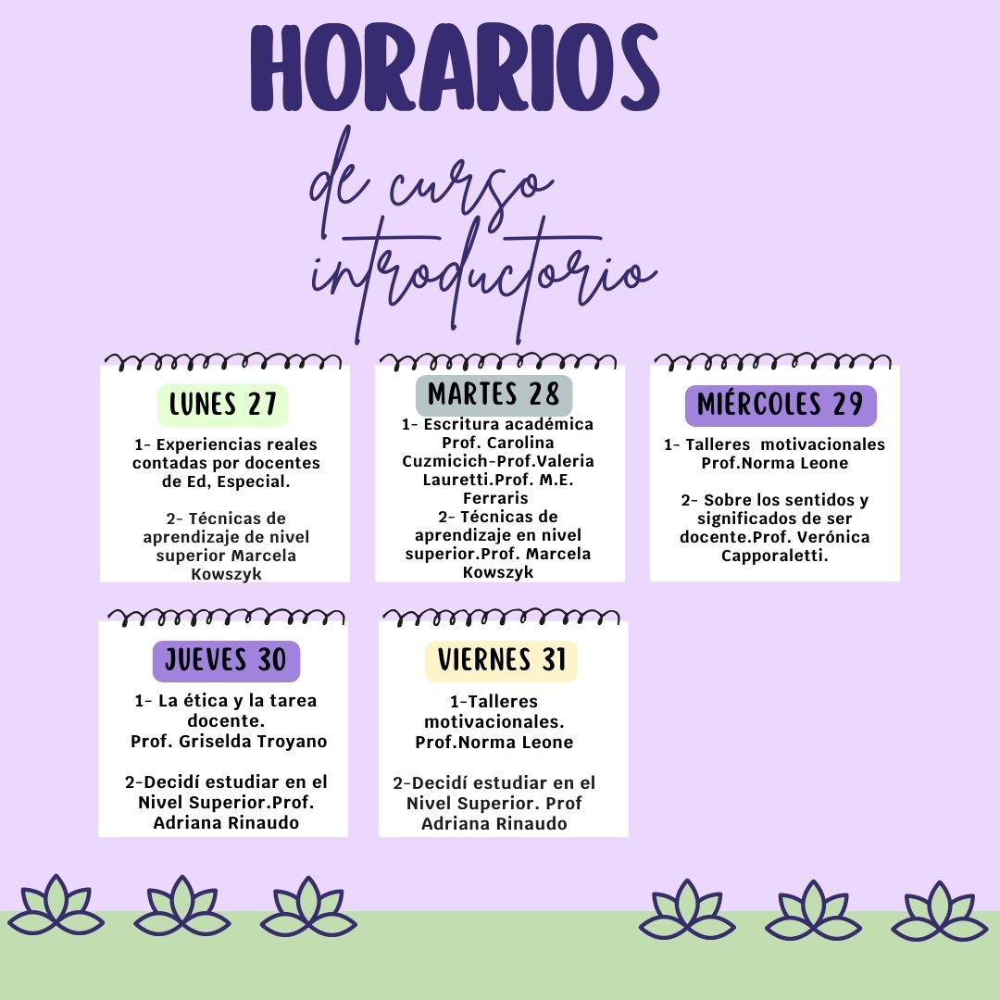 HORARIOS
de curso
introductorio
LUNES 27
1- Experiencias reales
contadas por docentes
de Ed, Especial.
2- Técnicas de
aprendizaje de nivel
superior Marcela
Kowszyk
MARTES 28
1- Escritura académica
Prof. Carolina
Cuzmicich-Prof.Valeria
Lauretti.Prof. M.E.
Ferraris
2- Técnicas de
aprendizaje en nivel
superior.Prof. Marcela
Kowszyk
MIÉRCOLES 29
1- Talleres motivacionales
Prof.Norma Leone
2- Sobre los sentidos y
significados de ser
docente.Prof. Verónica
Capporaletti.
JUEVES 30
1- La ética y la tarea
docente.
Prof. Griselda Troyano
2-Decidí estudiar en el
Nivel Superior.Prof.
Adriana Rinaudo
VIERNES 31
1-Talleres
motivacionales.
Prof.Norma Leone
2-Decidí estudiar en el
Nivel Superior. Prof
Adriana Rinaudo